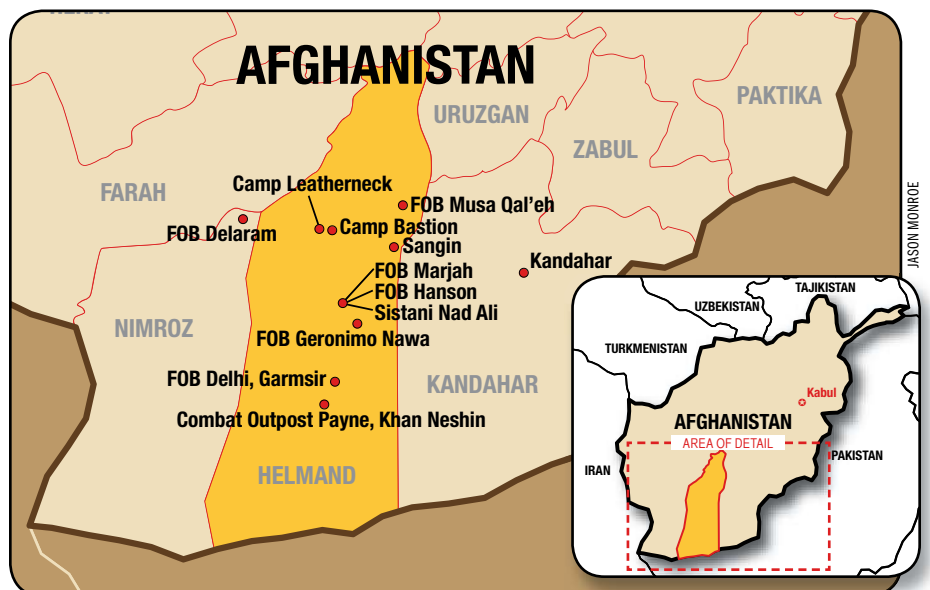 AFGHANISTAN
PAKTIKA
URUZGAN
ZABUL
FARAH
Camp Leatherneck
FOB Musa Qal’eh
FOB Delaram
Camp Bastion
Sangin
Kandahar
FOB Marjah
FOB Hanson
Sistani Nad Ali
NIMROZ
FOB Geronimo Nawa
FOB Delhi, Garmsir
KANDAHAR
Combat Outpost Payne, Khan Neshin
HELMAND
JASON MONROE
TAJIKISTAN
UZBEKISTAN
TURKMENISTAN
Kabul
AFGHANISTAN
AREA OF DETAIL
IRAN
PAKISTAN